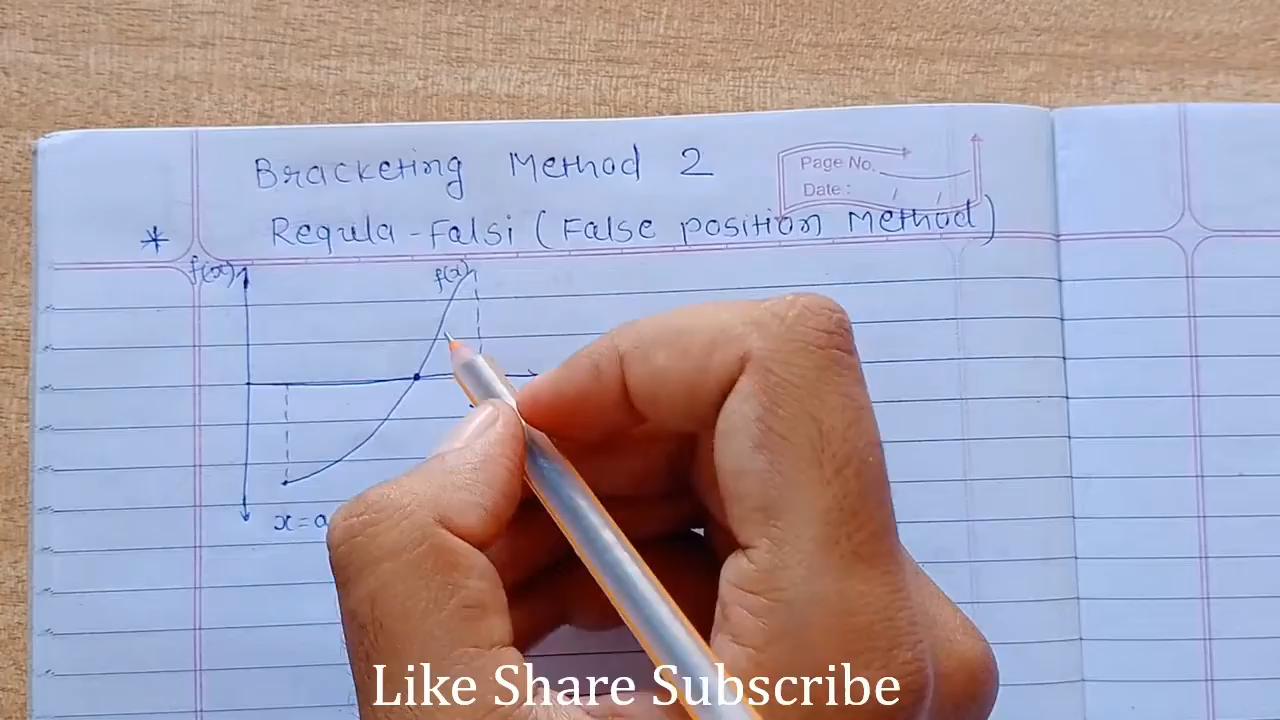 Bracketing Method 2
Page No.
Date : / /
* Regula-Falsi (False position Method)
f(x)
f(x)
x=a
Like Share Subscribe